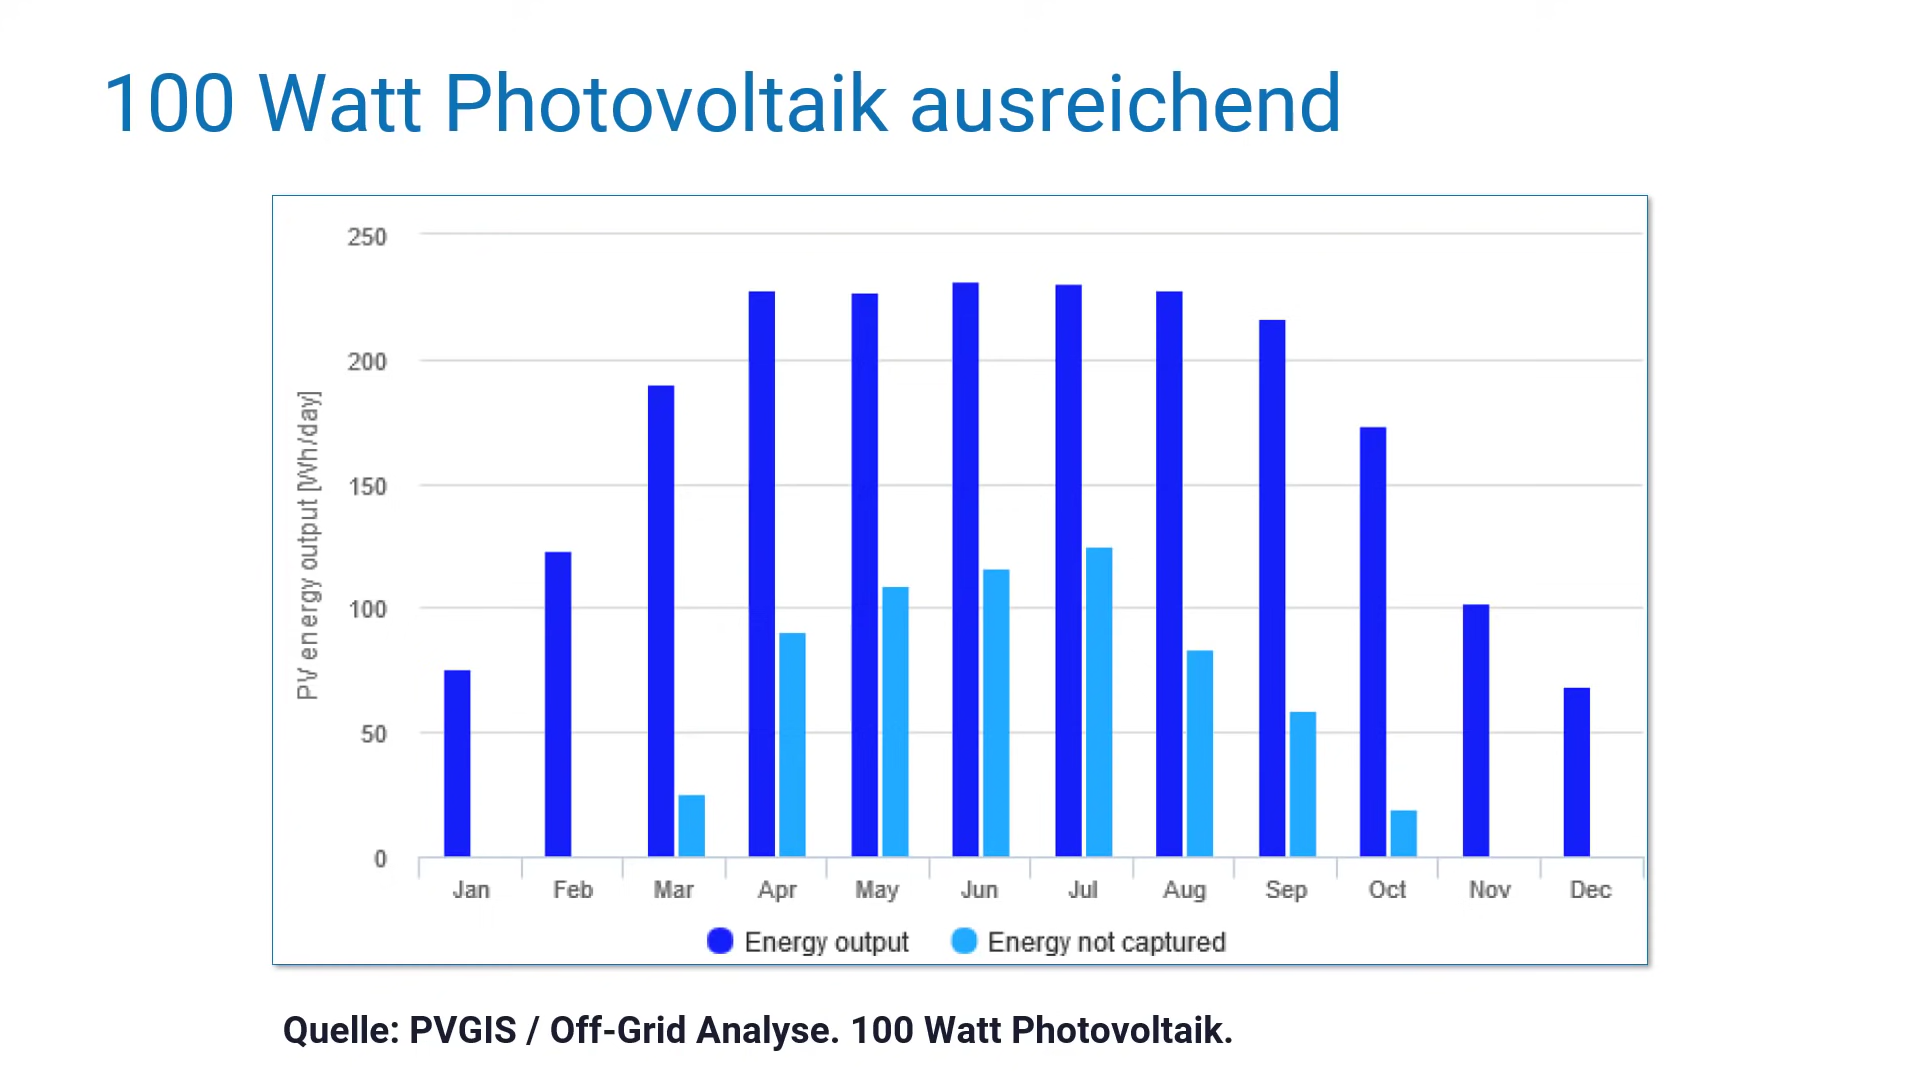 100 Watt Photovoltaik ausreichend
250
200
150
100
50
0
PV energy output [Wh/day]
Jan Feb Mar Apr May Jun Jul Aug Sep Oct Nov Dec
Energy output Energy not captured
Quelle: PVGIS / Off-Grid Analyse. 100 Watt Photovoltaik.